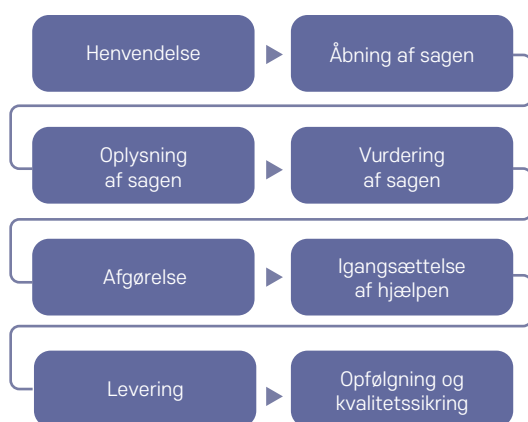 Henvendelse
Åbning af sagen
Oplysning
af sagen
Vurdering
af sagen
Afgørelse
Igangsættelse
af hjælpen
Levering
Opfølgning og
kvalitetssikring